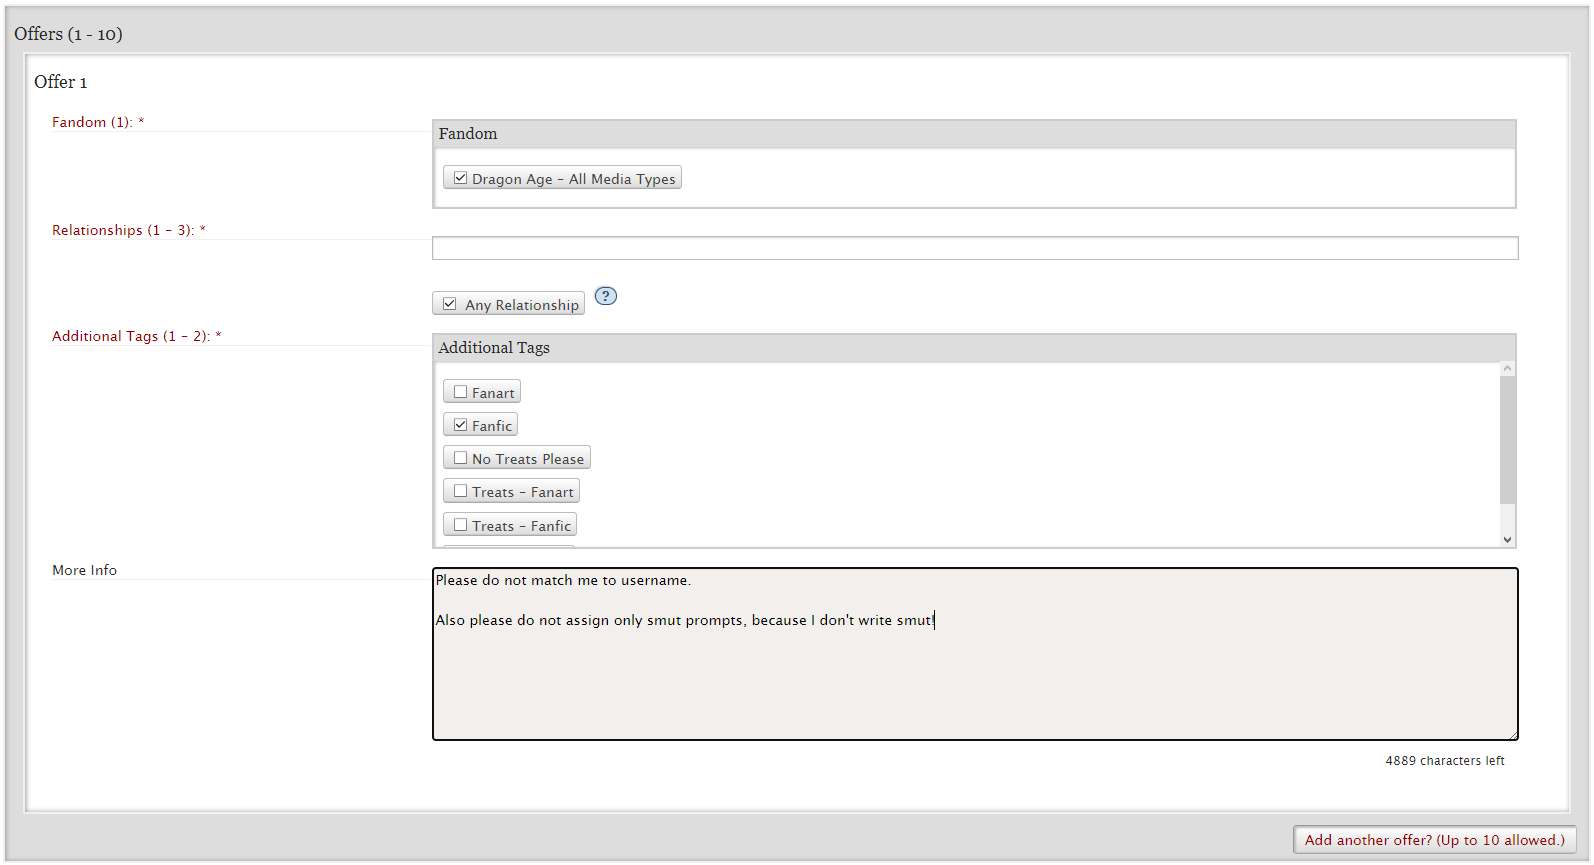 Offers (1 - 10)
Offer 1
Fandom (1): *
Fandom
Dragon Age - All Media Types
Relationships (1 - 3): *
Any Relationship
?
Additional Tags (1 - 2): *
Additional Tags
Fanart
Fanfic
No Treats Please
Treats - Fanart
Treats - Fanfic
More Info
Please do not match me to username.
Also please do not assign only smut prompts, because I don't write smut!
4889 characters left
Add another offer? (Up to 10 allowed.)